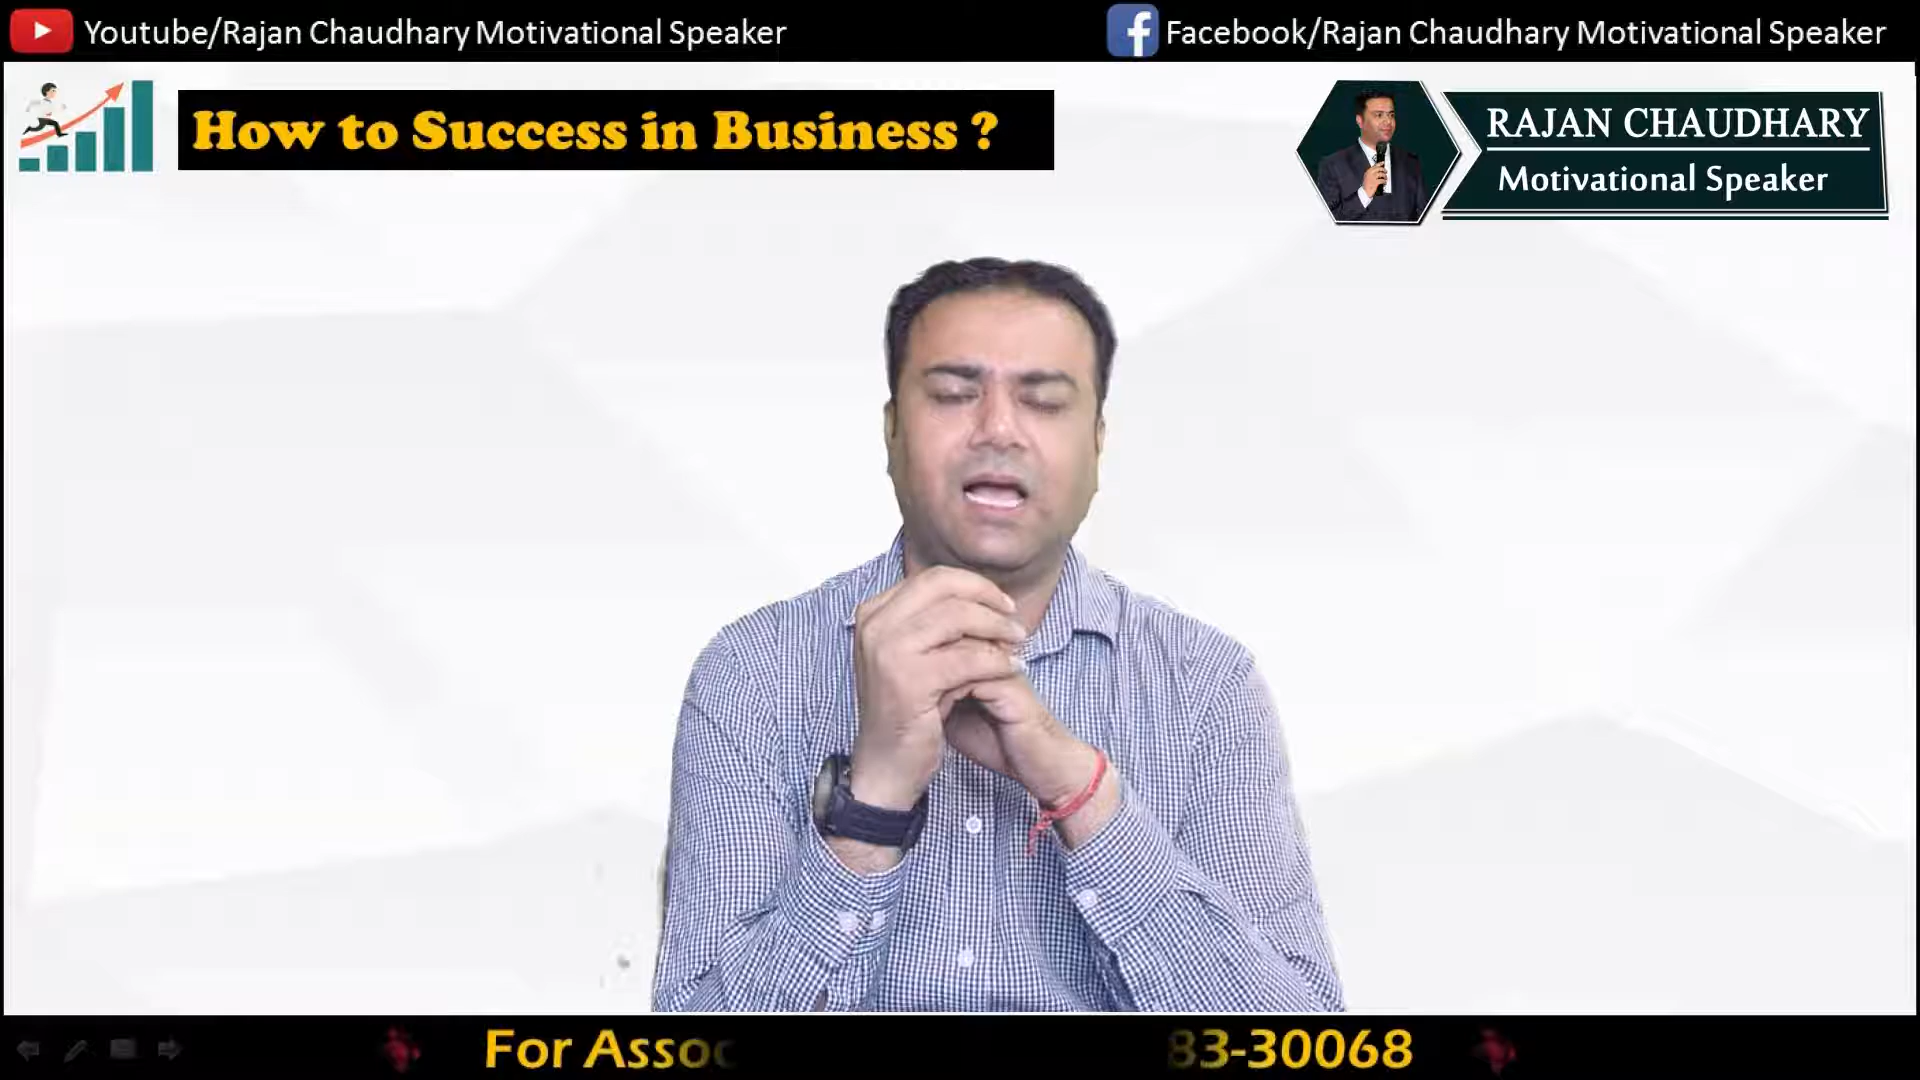 Youtube/Rajan Chaudhary Motivational Speaker
Facebook/Rajan Chaudhary Motivational Speaker
How to Success in Business ?
RAJAN CHAUDHARY
Motivational Speaker
For Assoc
83-30068